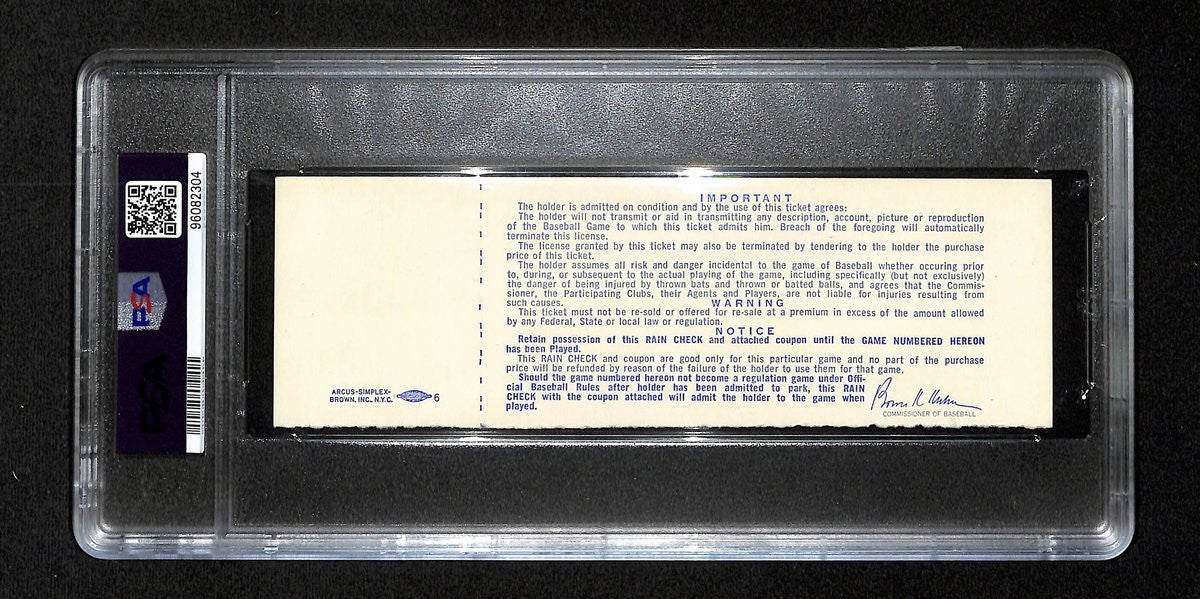 96082304
PSA
IMPORTANT
The holder is admitted on condition and by the use of this ticket agrees:
The holder will not transmit or aid in transmitting any description, account, picture or reproduction
of the Baseball Game to which this ticket admits him. Breach of the foregoing will automatically
terminate this license.
The license granted by this ticket may also be terminated by tendering to the holder the purchase
price of this ticket.
The holder assumes all risk and danger incidental to the game of Baseball whether occuring prior
to, during, or subsequent to the actual playing of the game, including specifically (but not exclusively)
the danger of being injured by thrown bats and thrown or batted balls, and agrees that the Commis-
sioner, the Participating Clubs, their Agents and Players, are not liable for injuries resulting from
such causes.
WARNING
This ticket must not be re-sold or offered for re-sale at a premium in excess of the amount allowed
by any Federal, State or local law or regulation.
NOTICE
Retain possession of this RAIN CHECK and attached coupon until the GAME NUMBERED HEREON
has been Played.
This RAIN CHECK and coupon are good only for this particular game and no part of the purchase
price will be refunded by reason of the failure of the holder to use them for that game.
Should the game numbered hereon not become a regulation game under Offi-
cial Baseball Rules after holder has been admitted to park, this RAIN
CHECK with the coupon attached will admit the holder to the game when
played.
COMMISSIONER OF BASEBALL
ARCUS-SIMPLEX-
BROWN, INC. N.Y.C. 6